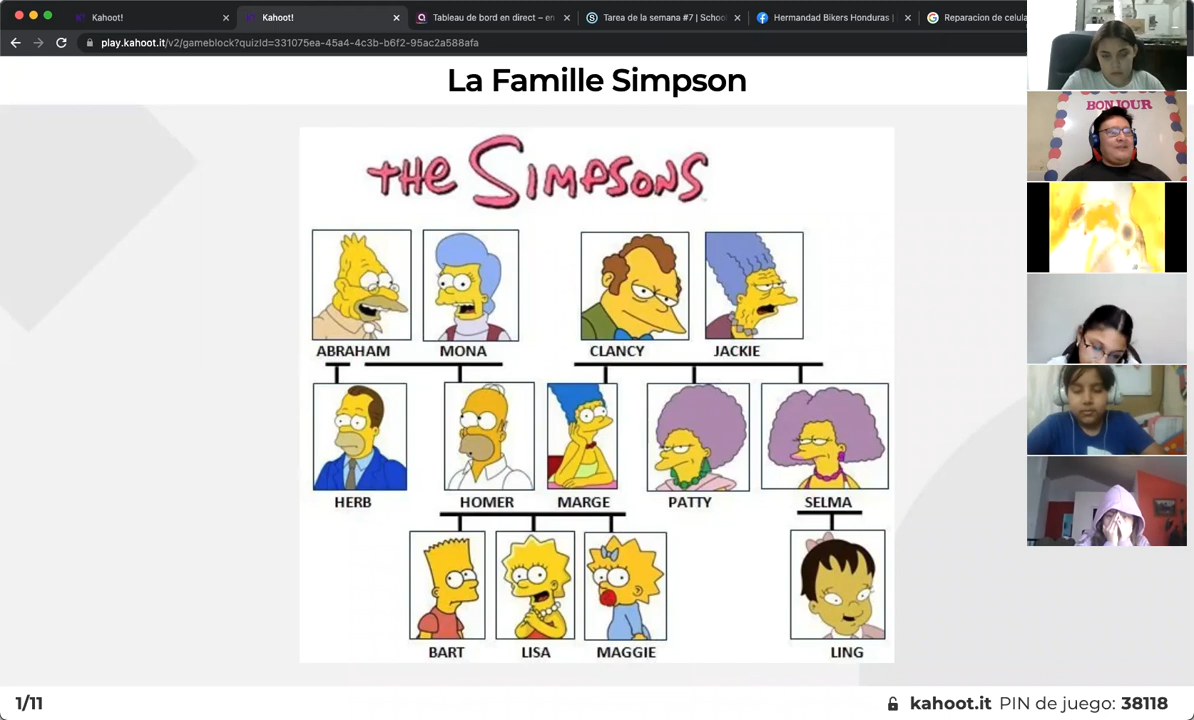 Kahoot!
Kahoot!
Tableau de bord en direct – en
Tarea de la semana #7 | Schoo
Hermandad Bikers Honduras |
Reparacion de celula
play.kahoot.it/v2/gameblock?quizId=331075ea-45a4-4c3b-b6f2-95ac2a588afa
La Famille Simpson
BONJOUR
THE SIMPSONS
ABRAHAM MONA CLANCY JACKIE
HERB HOMER MARGE PATTY SELMA
BART LISA MAGGIE LING
1/11
kahoot.it PIN de juego: 38118